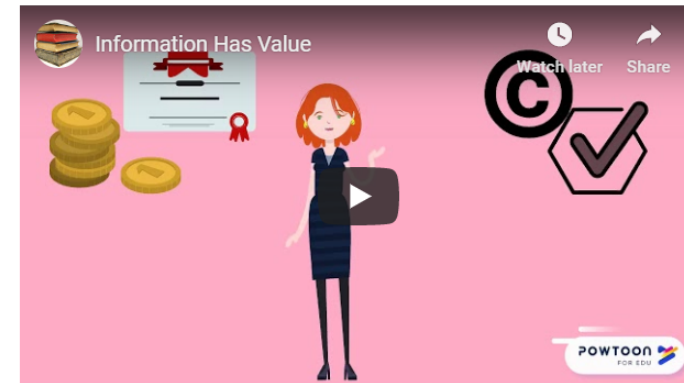 Information Has Value
Watch later Share
©
POWTOON
FOR EDU